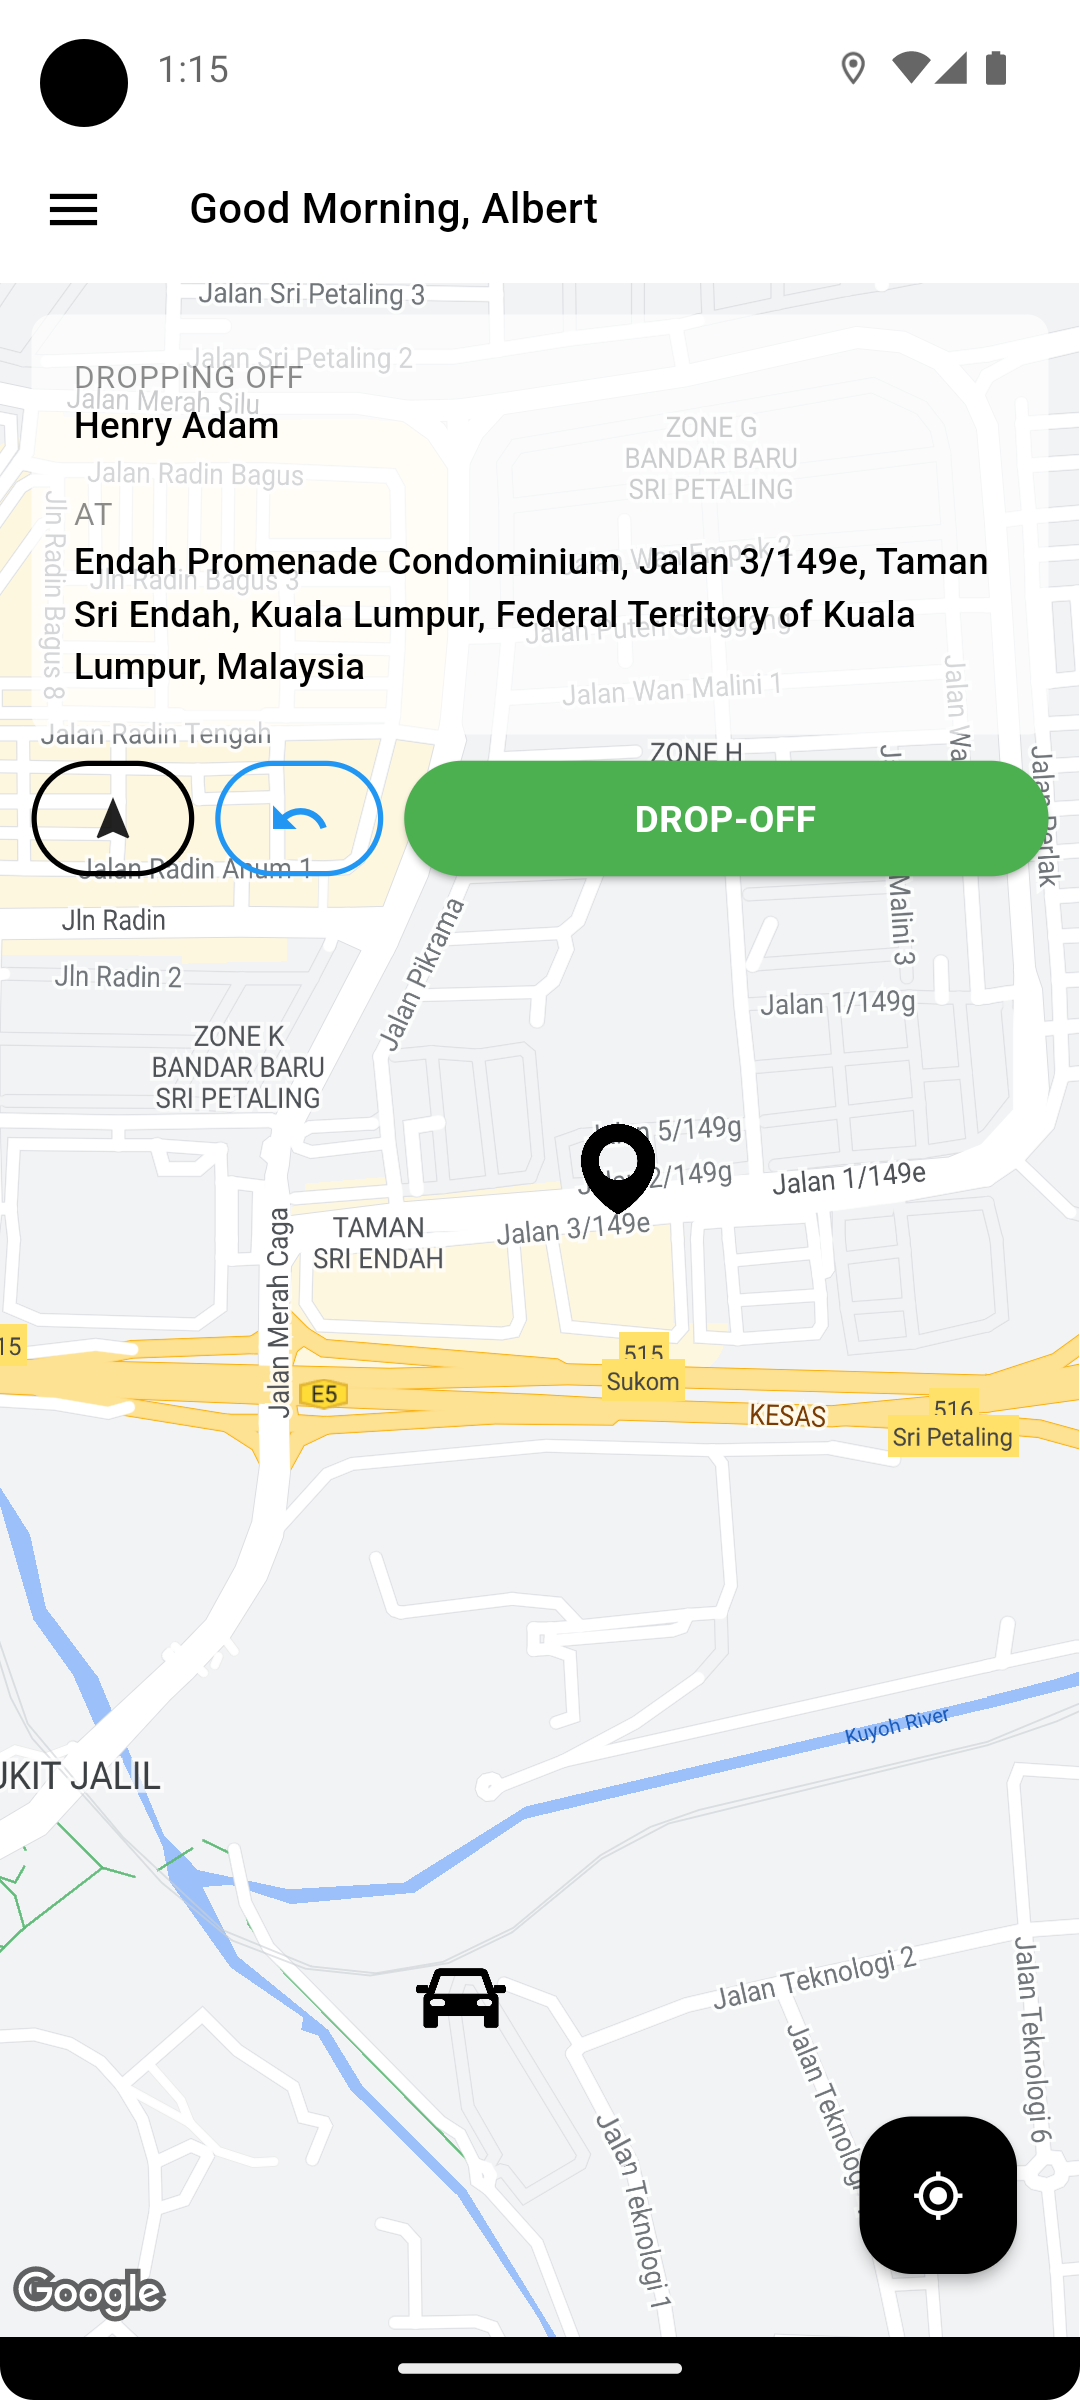 1:15
Good Morning, Albert
Jalan Sri Petaling 3
Jalan Sri Petaling 2
DROPPING OFF
Jalan Merah Silu
Henry Adam
ZONE G
BANDAR BARU
SRI PETALING
Jalan Radin Bagus
Jln Radin Bagus 8
AT
Jalan Wan Empok 2
Endah Promenade Condominium, Jalan 3/149e, Taman
Jln Radin Bagus 3
Sri Endah, Kuala Lumpur, Federal Territory of Kuala
Jalan Puteh Senggang
Lumpur, Malaysia
Jalan Wan Malini 1
Jalan Radin Tengah
ZONE H
DROP-OFF
Jalan Radin Anum 1
Malini 3
Jln Radin
Jalan Pikrama
Jln Radin 2
Jalan 1/149g
ZONE K
BANDAR BARU
SRI PETALING
5/149g
2/149g
Jalan 1/149e
Jalan 3/149e
TAMAN
SRI ENDAH
Jalan Merah Caga
15
515
Sukom
E5
KESAS
516
Sri Petaling
Kuyoh River
UKIT JALIL
Jalan Teknologi 2
Jalan Teknologi 6
Jalan Teknologi
Jalan Teknologi 1
Google